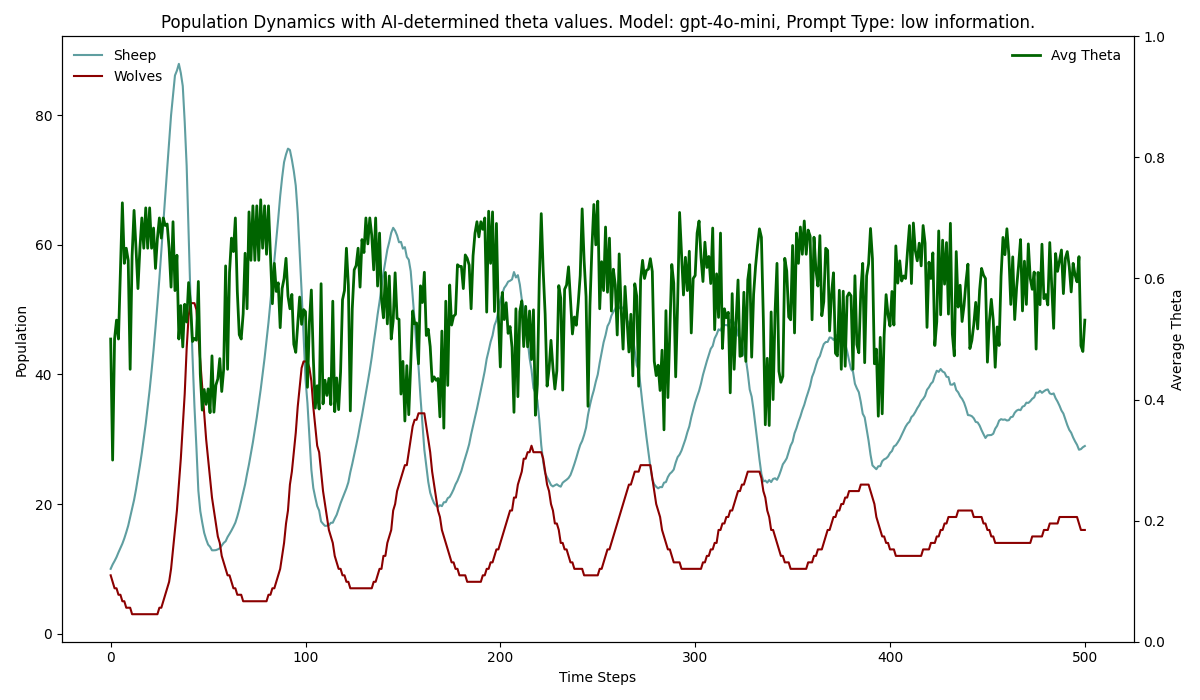 Population Dynamics with AI-determined theta values. Model: gpt-4o-mini, Prompt Type: low information.
Sheep
Wolves
Avg Theta
Population
80
60
40
20
0
1.0
0.8
0.6
0.4
0.2
0.0
Average Theta
0 100 200 300 400 500
Time Steps